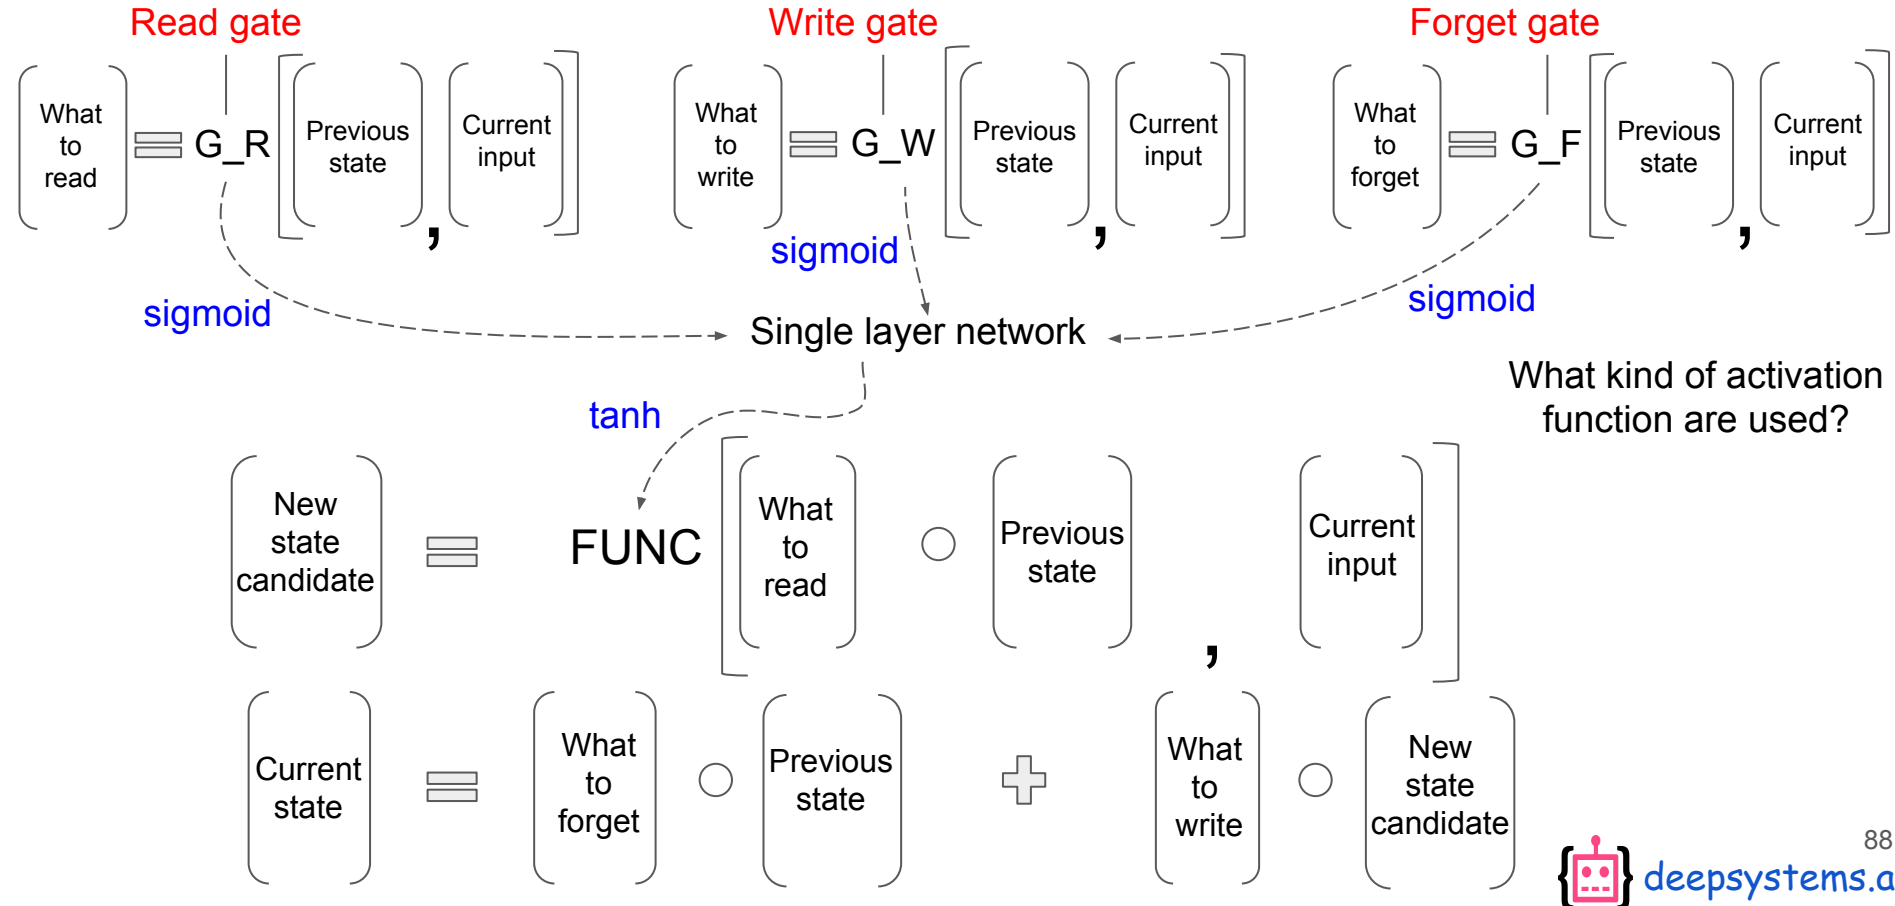 Read gate
Write gate
Forget gate
What
to
read
G_R
Previous
state
,
Current
input
What
to
write
G_W
Previous
state
,
Current
input
What
to
forget
G_F
Previous
state
,
Current
input
sigmoid
sigmoid
sigmoid
Single layer network
What kind of activation
function are used?
tanh
New
state
candidate
FUNC
What
to
read
Previous
state
,
Current
input
Current
state
What
to
forget
Previous
state
What
to
write
New
state
candidate
88
deepsystems.a